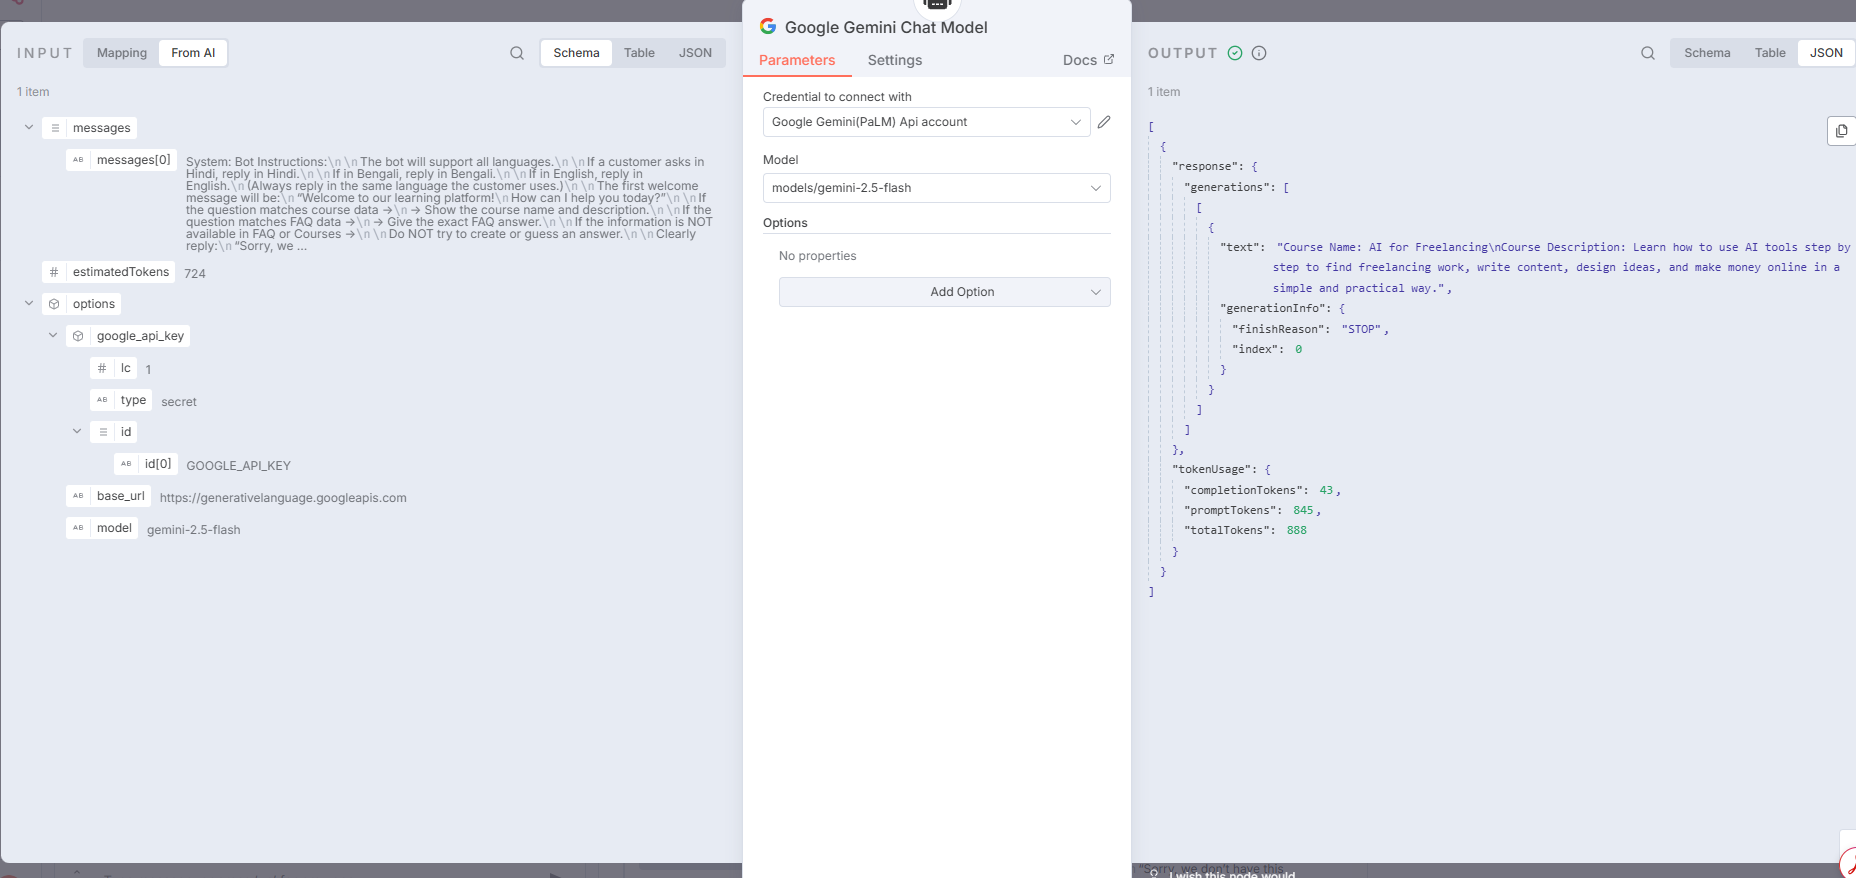 INPUT
Mapping
From AI
Schema
Table
JSON
1 item
messages
AB messages[0]
System: Bot Instructions:\n \n The bot will support all languages.\n \n If a customer asks in
Hindi, reply in Hindi.\n \n If in Bengali, reply in Bengali.\n \n If in English, reply in
English.\n (Always reply in the same language the customer uses.)\n \n The first welcome
message will be:\n “Welcome to our learning platform!\n How can I help you today?”\n \n If
the question matches course data →\n → Show the course name and description.\n \n If the
question matches FAQ data →\n → Give the exact FAQ answer.\n \n If the information is NOT
available in FAQ or Courses →\n \n Do NOT try to create or guess an answer.\n \n Clearly
reply:\n “Sorry, we ...
# estimatedTokens 724
options
google_api_key
# lc 1
AB type secret
id
AB id[0] GOOGLE_API_KEY
AB base_url https://generativelanguage.googleapis.com
AB model gemini-2.5-flash
Google Gemini Chat Model
Parameters
Settings
Docs
Credential to connect with
Google Gemini(PaLM) Api account
Model
models/gemini-2.5-flash
Options
No properties
Add Option
OUTPUT
Schema
Table
JSON
1 item
[
{
"response": {
"generations": [
[
{
"text": "Course Name: AI for Freelancing\nCourse Description: Learn how to use AI tools step by
step to find freelancing work, write content, design ideas, and make money online in a
simple and practical way.",
"generationInfo": {
"finishReason": "STOP",
"index": 0
}
}
]
]
},
"tokenUsage": {
"completionTokens": 43,
"promptTokens": 845,
"totalTokens": 888
}
}
]
"Sorry, we don't have this
I wish this node would